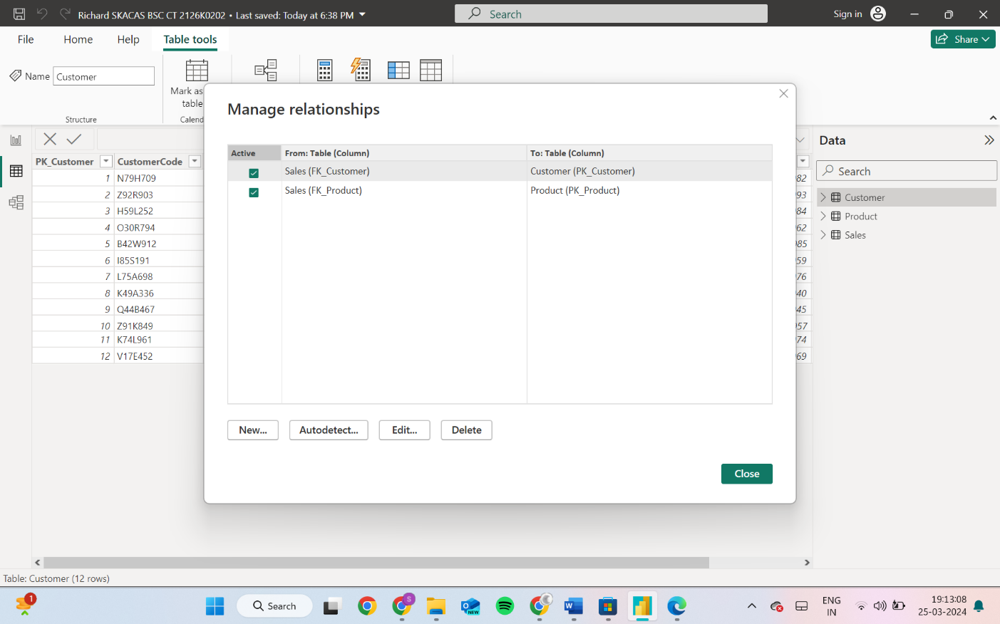 Richard SKACAS BSC CT 2126K0202 • Last saved: Today at 6:38 PM
Search
Sign in
File
Home
Help
Table tools
Share
Name
Customer
Mark as
table
Structure
Calend
Manage relationships
Active
From: Table (Column)
To: Table (Column)
Sales (FK_Customer)
Customer (PK_Customer)
Sales (FK_Product)
Product (PK_Product)
New...
Autodetect...
Edit...
Delete
Close
PK_Customer
CustomerCode
1 N79H709
2 Z92R903
3 H59L252
4 O30R794
5 B42W912
6 I85S191
7 L75A698
8 K49A336
9 Q44B467
10 Z91K849
11 K74L961
12 V17E452
82
93
84
62
85
59
76
40
45
57
74
69
Data
Search
Customer
Product
Sales
Table: Customer (12 rows)
1
Search
S
NEW
ENG
IN
19:13:08
25-03-2024